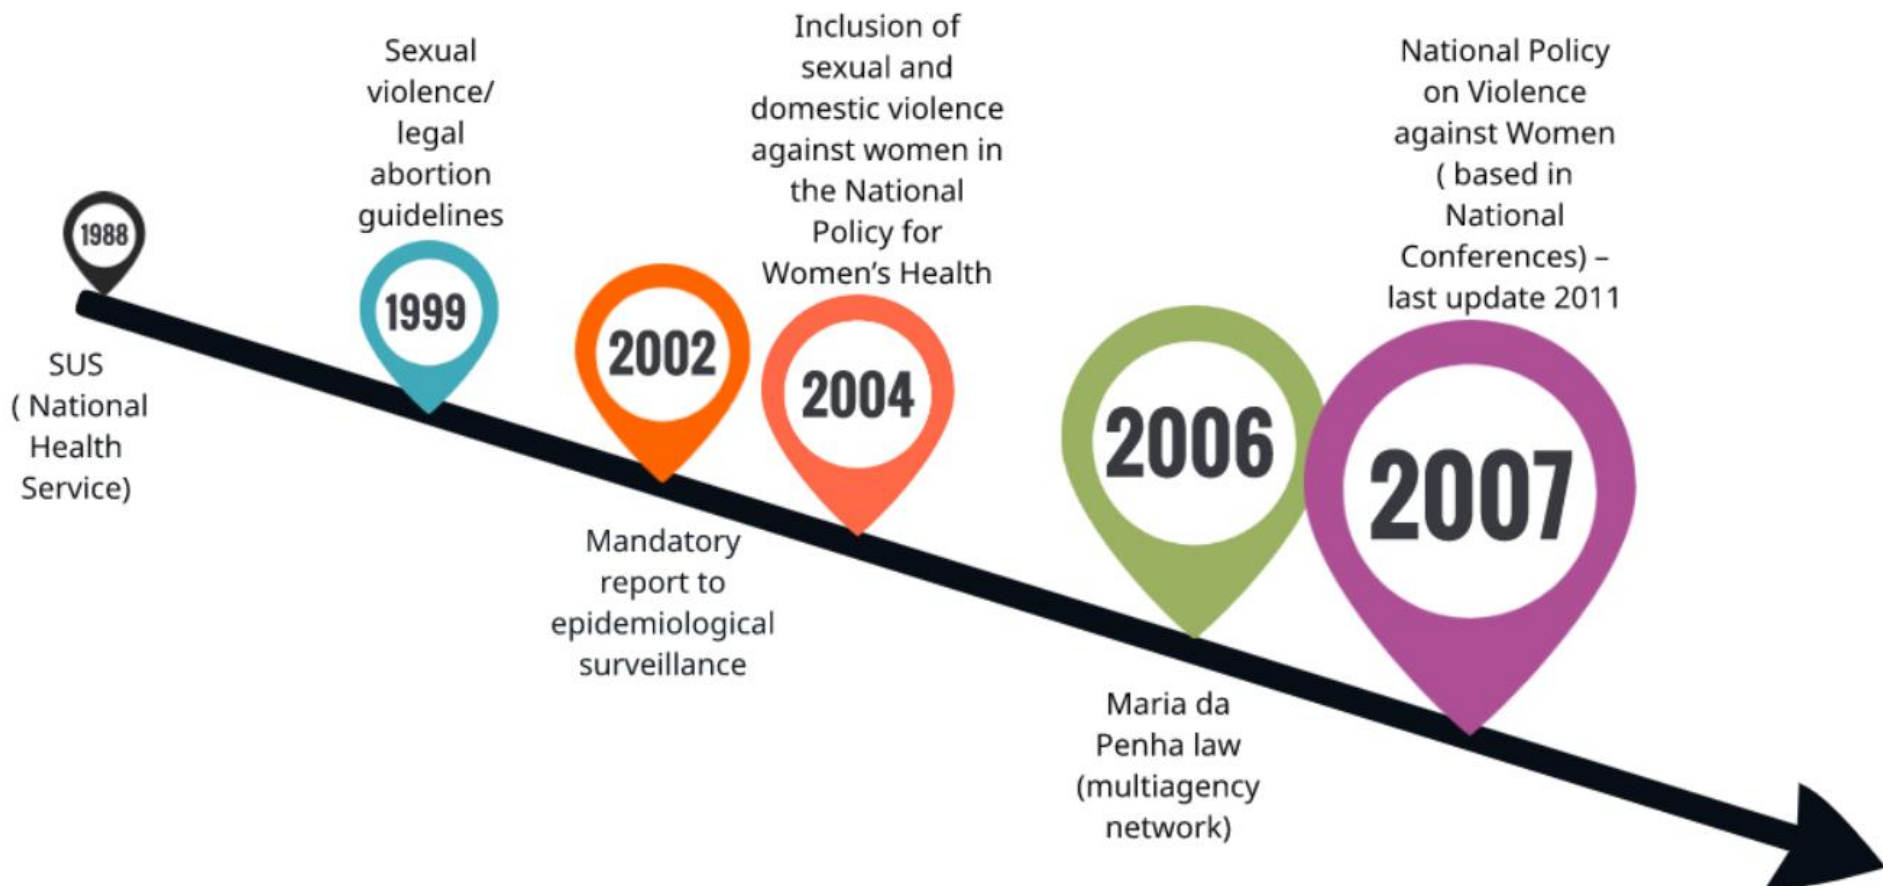 1988
SUS
( National
Health
Service)
Sexual
violence/
legal
abortion
guidelines
1999
2002
Mandatory
report to
epidemiological
surveillance
Inclusion of
sexual and
domestic violence
against women in
the National
Policy for
Women’s Health
2004
2006
Maria da
Penha law
(multiagency
network)
National Policy
on Violence
against Women
( based in
National
Conferences) –
last update 2011
2007